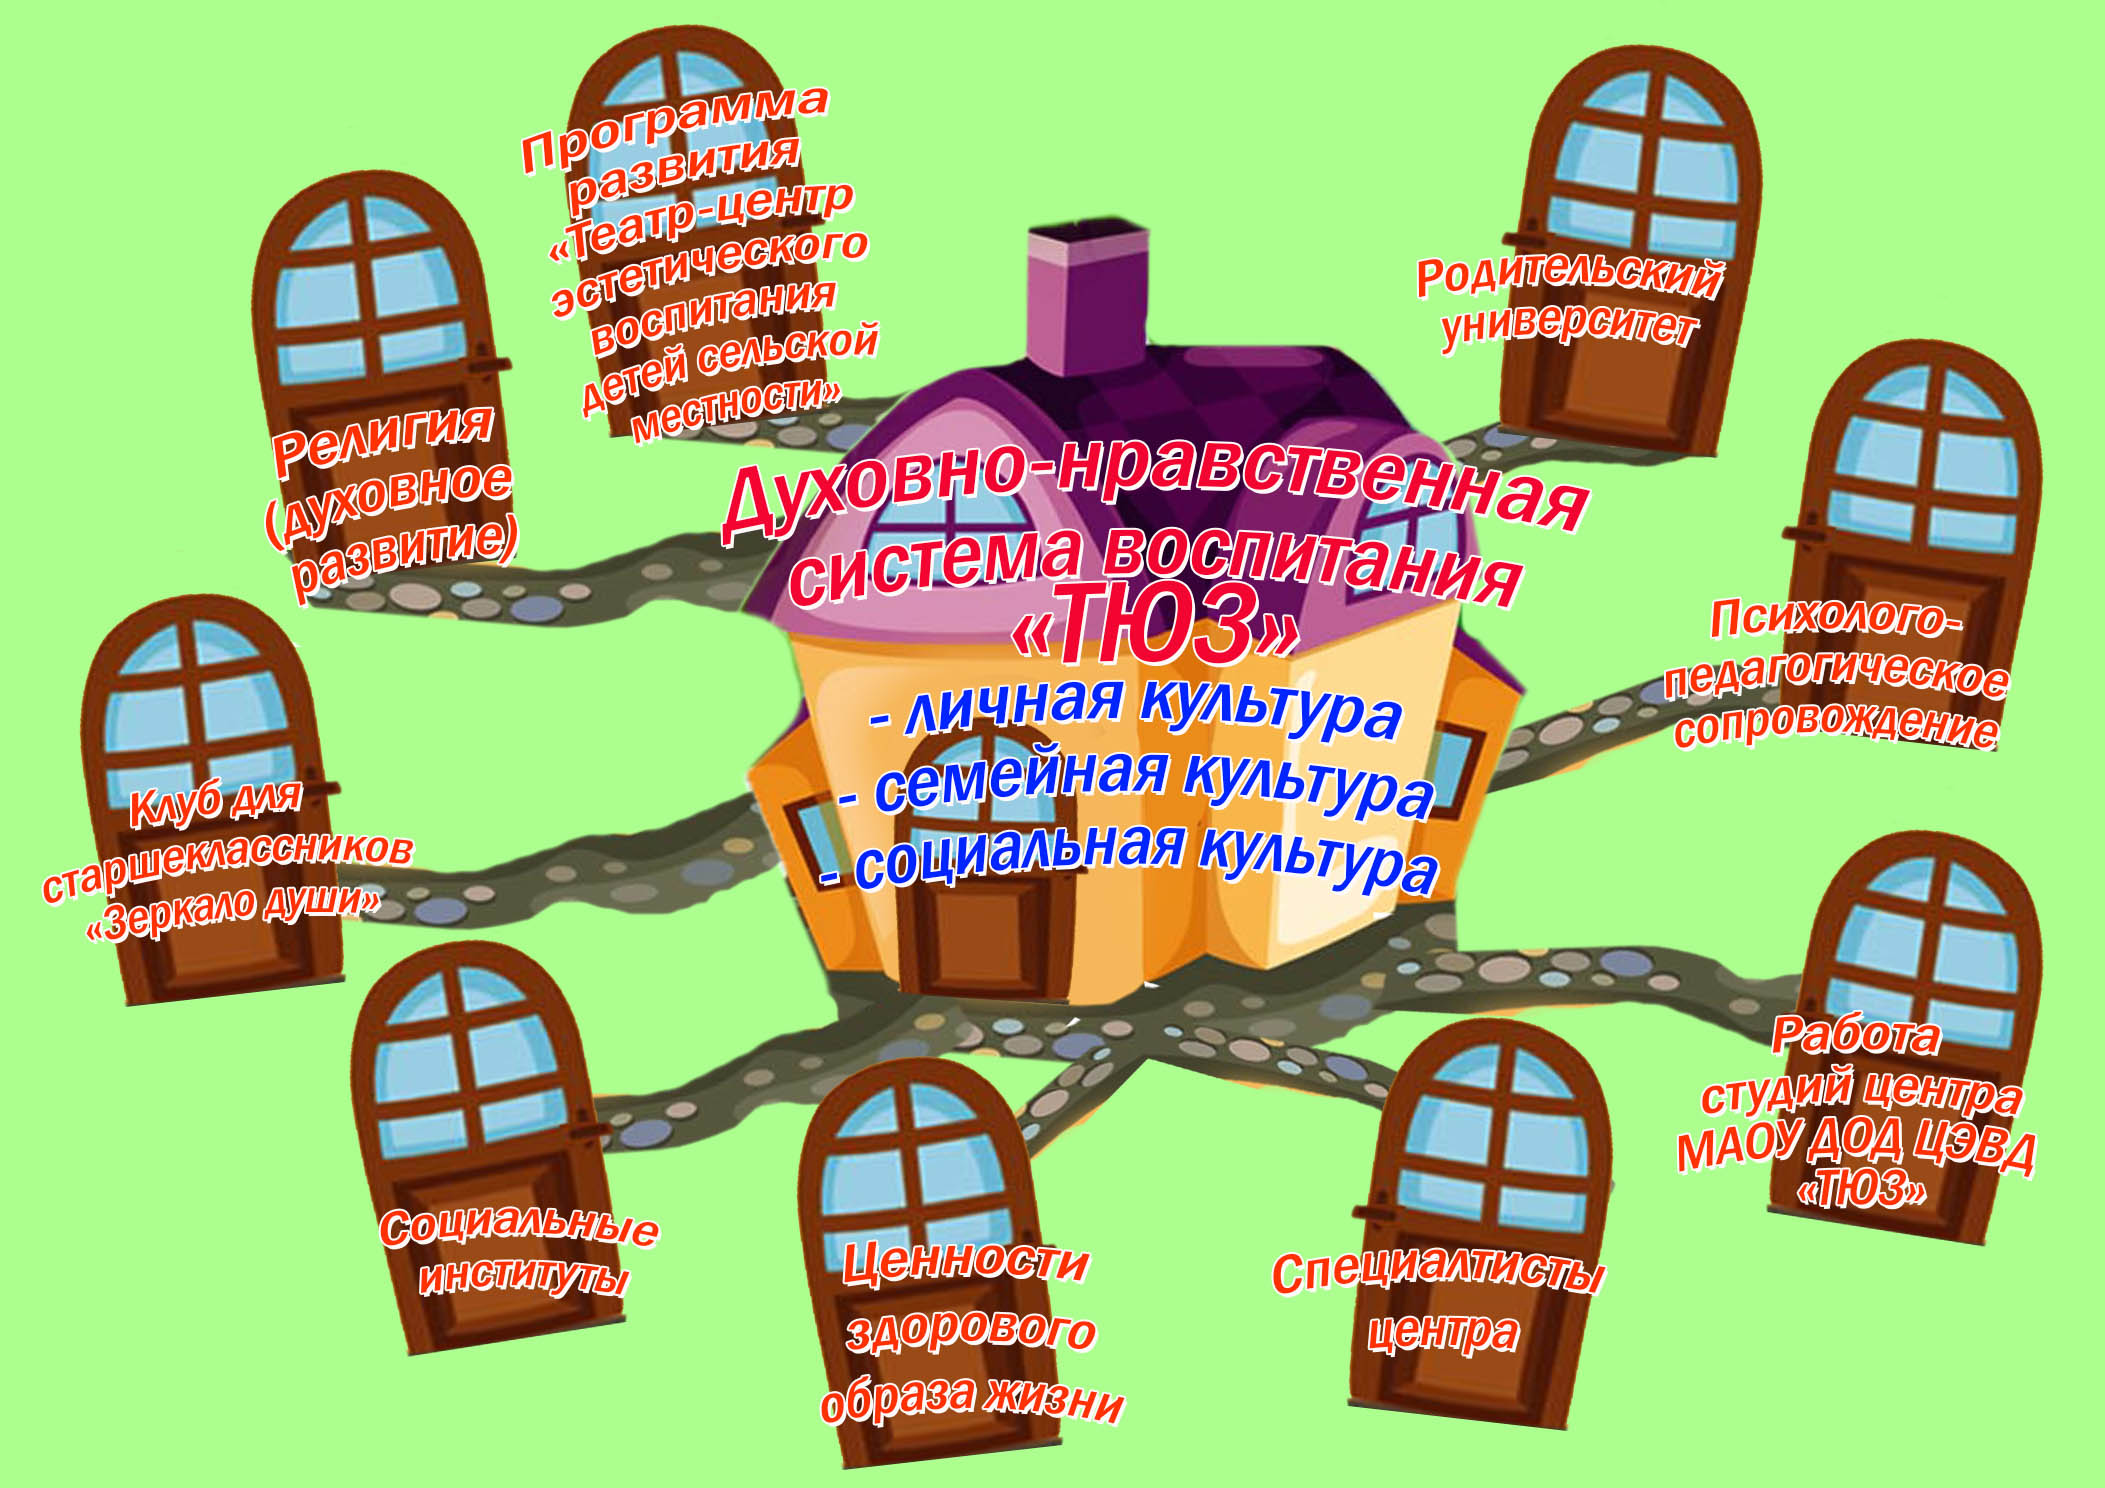 Программа
развития
«Театр-центр
эстетического
воспитания
детей сельской
местности»
Родительский
университет
Религия
(духовное
развитие)
Духовно-нравственная
система воспитания
«ТЮЗ»
- личная культура
- семейная культура
- социальная культура
Психолого-
педагогическое
сопровождение
Клуб для
старшеклассников
«Зеркало души»
Работа
студий центра
МАОУ ДОД ЦЭВД
«ТЮЗ»
Социальные
институты
Ценности
здорового
образа жизни
Специалтисты
центра